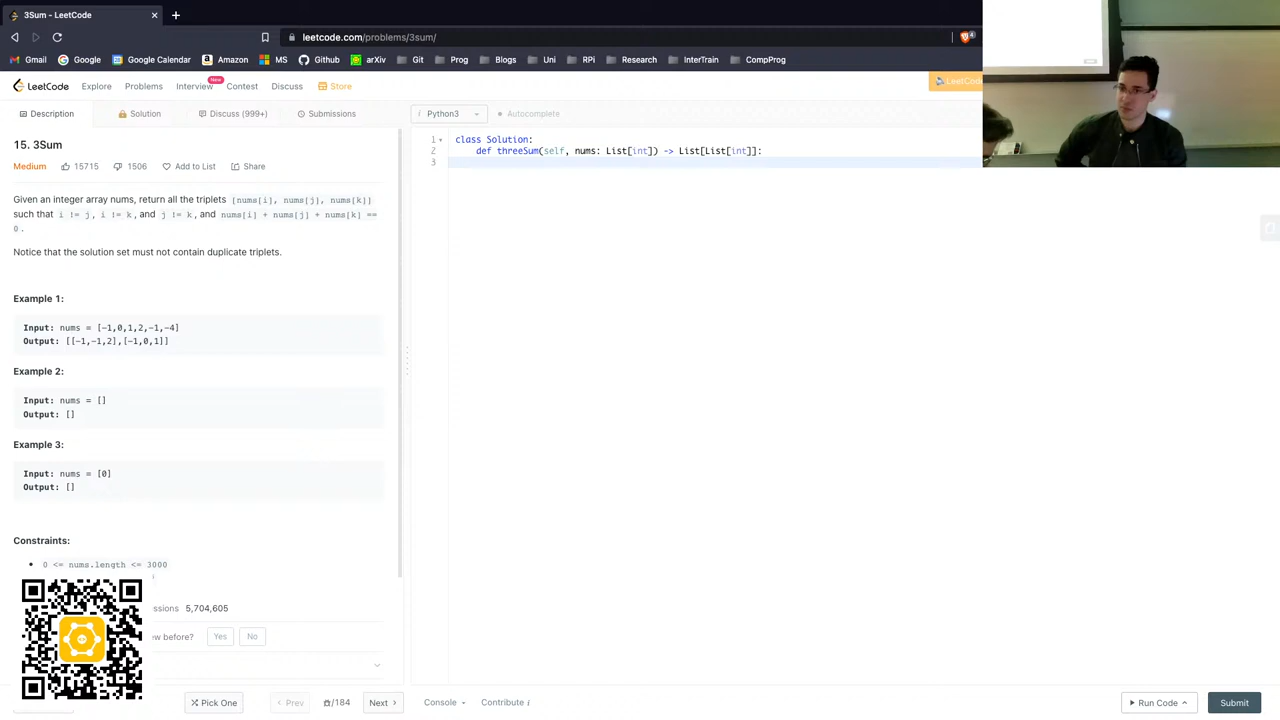 3Sum - LeetCode
leetcode.com/problems/3sum/
4
Gmail
Google
Google Calendar
Amazon
MS
Github
arXiv
Git
Prog
Blogs
Uni
RPi
Research
InterTrain
CompProg
LeetCode
Explore
Problems
Interview
New
Contest
Discuss
Store
LeetCode
Description
Solution
Discuss (999+)
Submissions
Python3
Autocomplete
15. 3Sum
Medium
15715
1506
Add to List
Share
Given an integer array nums, return all the triplets [nums[i], nums[j], nums[k]]
such that i != j, i != k, and j != k, and nums[i] + nums[j] + nums[k] ==
0.
Notice that the solution set must not contain duplicate triplets.
Example 1:
Input: nums = [-1,0,1,2,-1,-4]
Output: [[-1,-1,2],[-1,0,1]]
Example 2:
Input: nums = []
Output: []
Example 3:
Input: nums = [0]
Output: []
Constraints:
0 <= nums.length <= 3000
ssions 5,704,605
ew before?
Yes
No
1 class Solution:
2 def threeSum(self, nums: List[int]) -> List[List[int]]:
3
Pick One
Prev
/184
Next
Console
Contribute i
Run Code
Submit